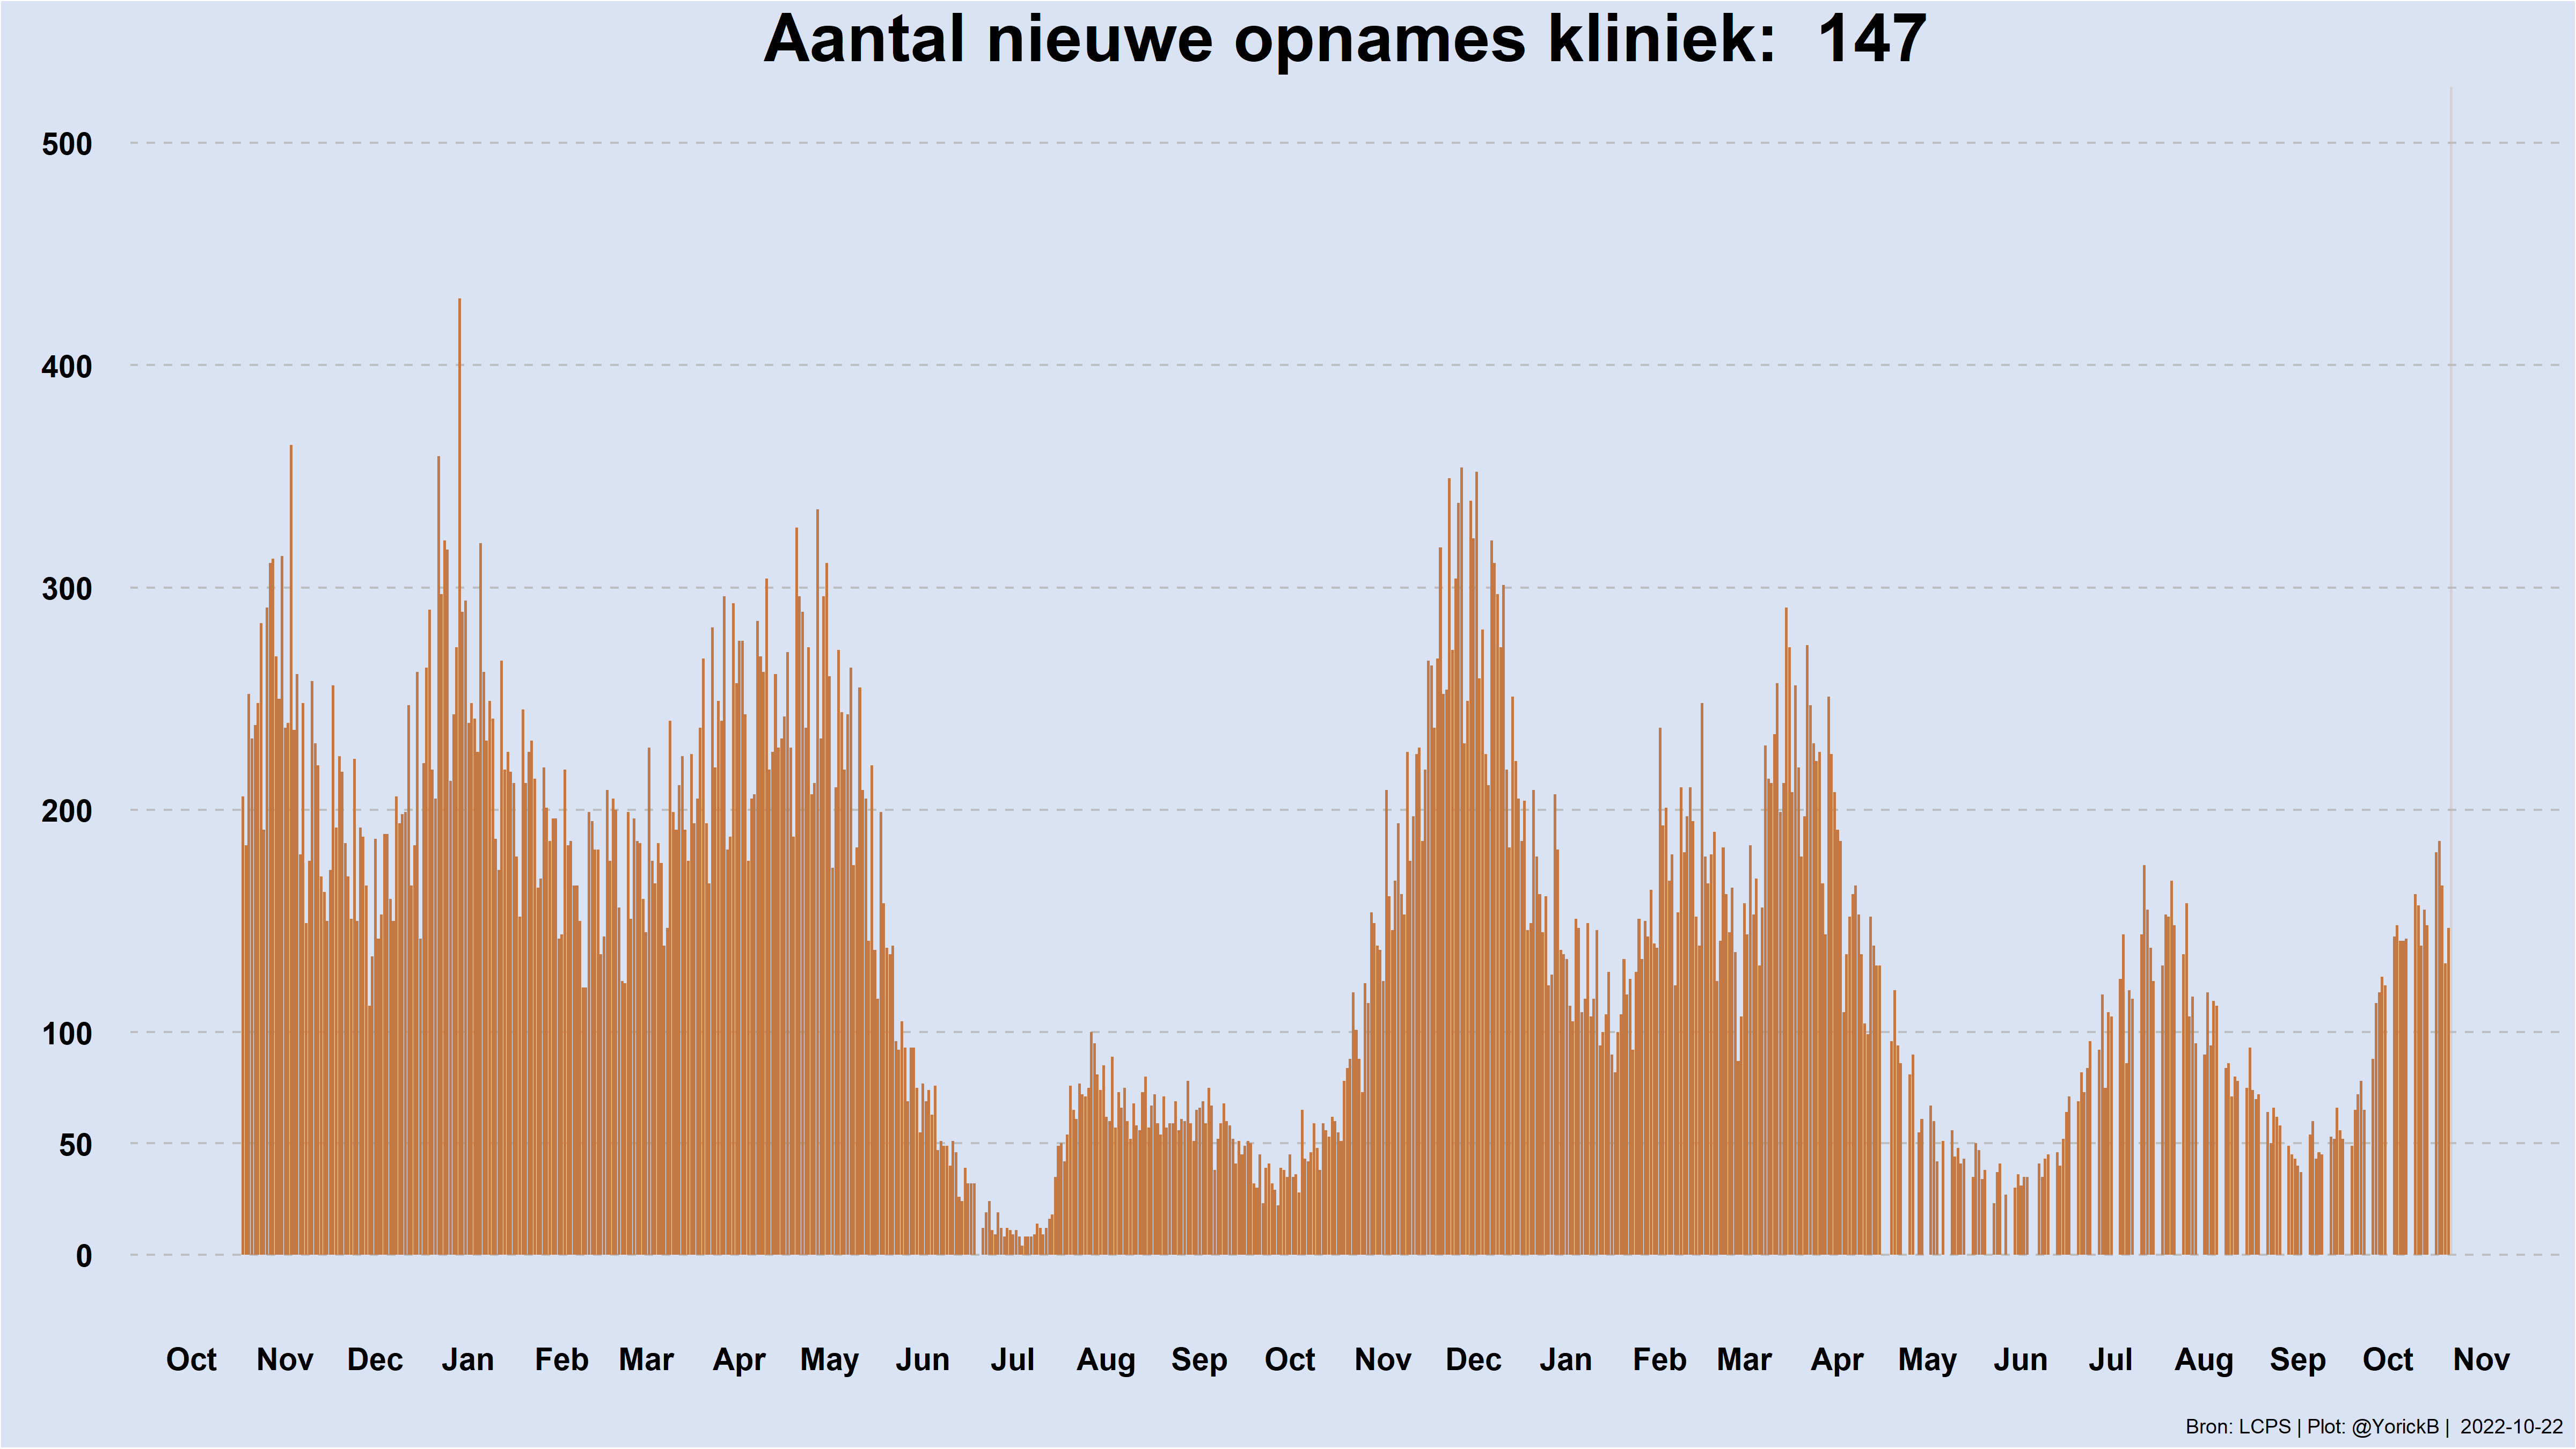 Aantal nieuwe opnames kliniek:  147
500
400
300
200
100
50
0
Oct Nov Dec Jan Feb Mar Apr May Jun Jul Aug Sep Oct Nov Dec Jan Feb Mar Apr May Jun Jul Aug Sep Oct Nov
Bron: LCPS | Plot: @YorickB |  2022-10-22